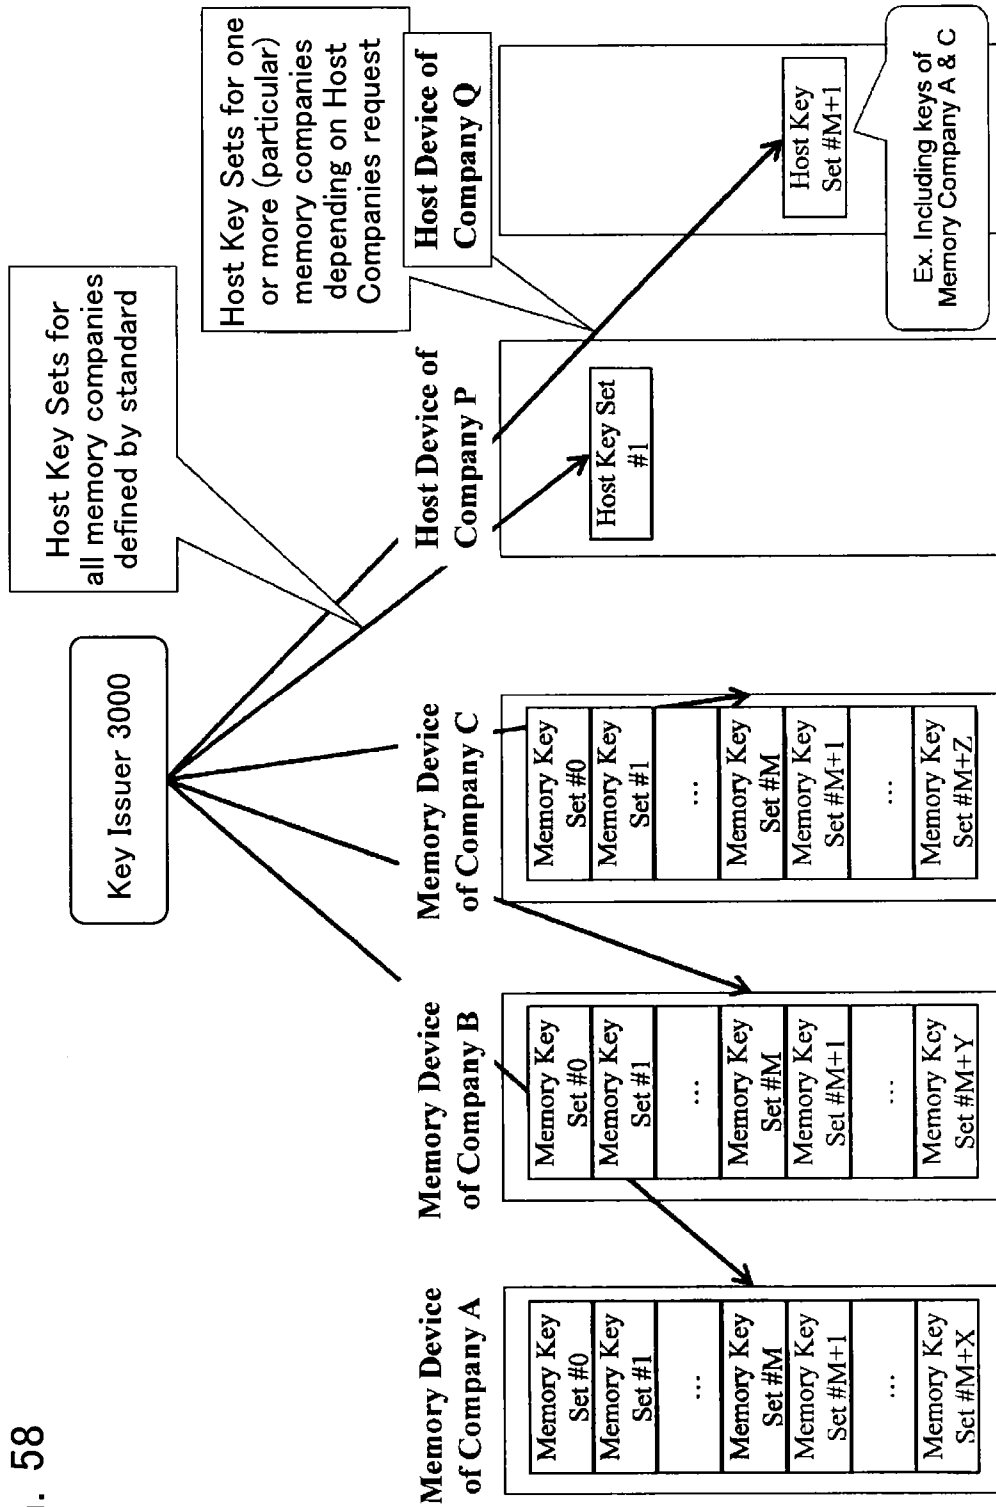 . 58
Key Issuer 3000
Host Key Sets for
all memory companies
defined by standard
Host Key Sets for one
or more (particular)
memory companies
depending on Host
Companies request
Memory Device
of Company A
Memory Key
Set #0
Memory Key
Set #1
...
Memory Key
Set #M
Memory Key
Set #M+1
...
Memory Key
Set #M+X
Memory Device
of Company B
Memory Key
Set #0
Memory Key
Set #1
...
Memory Key
Set #M
Memory Key
Set #M+1
...
Memory Key
Set #M+Y
Memory Device
of Company C
Memory Key
Set #0
Memory Key
Set #1
...
Memory Key
Set #M
Memory Key
Set #M+1
...
Memory Key
Set #M+Z
Host Device of
Company P
Host Key Set
#1
Host Device of
Company Q
Host Key
Set #M+1
Ex. Including keys of
Memory Company A & C